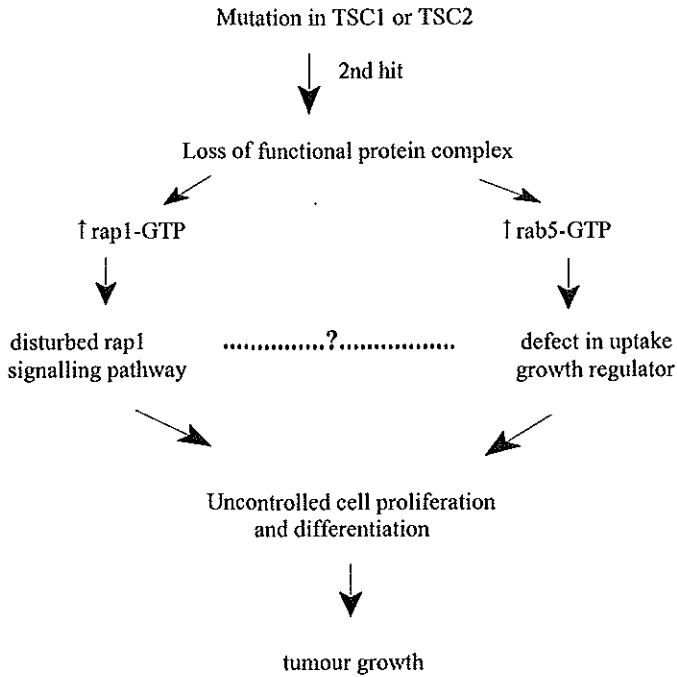 Mutation in TSC1 or TSC2
2nd hit
Loss of functional protein complex
↑ rap1-GTP
↑ rab5-GTP
disturbed rap1
signalling pathway
..............?..................
defect in uptake
growth regulator
Uncontrolled cell proliferation
and differentiation
tumour growth